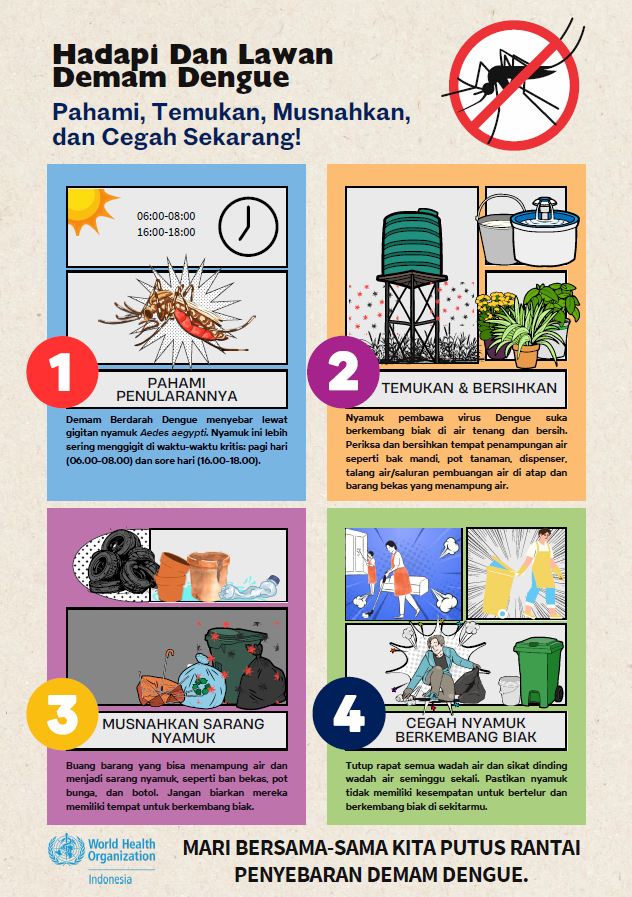 Hadapi Dan Lawan
Demam Dengue
Pahami, Temukan, Musnahkan,
dan Cegah Sekarang!
06:00-08:00
16:00-18:00
1
PAHAMI
PENULARANNYA
Demam Berdarah Dengue menyebar lewat
gigitan nyamuk Aedes aegypti. Nyamuk ini lebih
sering menggigit di waktu-waktu kritis: pagi hari
(06.00-08.00) dan sore hari (16.00-18.00).
2
TEMUKAN & BERSIHKAN
Nyamuk pembawa virus Dengue suka
berkembang biak di air tenang dan bersih.
Periksa dan bersihkan tempat penampungan air
seperti bak mandi, pot tanaman, dispenser,
talang air/saluran pembuangan air di atap dan
barang bekas yang menampung air.
3
MUSNAHKAN SARANG
NYAMUK
Buang barang yang bisa menampung air dan
menjadi sarang nyamuk, seperti ban bekas, pot
bunga, dan botol. Jangan biarkan mereka
memiliki tempat untuk berkembang biak.
4
CEGAH NYAMUK
BERKEMBANG BIAK
Tutup rapat semua wadah air dan sikat dinding
wadah air seminggu sekali. Pastikan nyamuk
tidak memiliki kesempatan untuk bertelur dan
berkembang biak di sekitarmu.
World Health
Organization
Indonesia
MARI BERSAMA-SAMA KITA PUTUS RANTAI
PENYEBARAN DEMAM DENGUE.